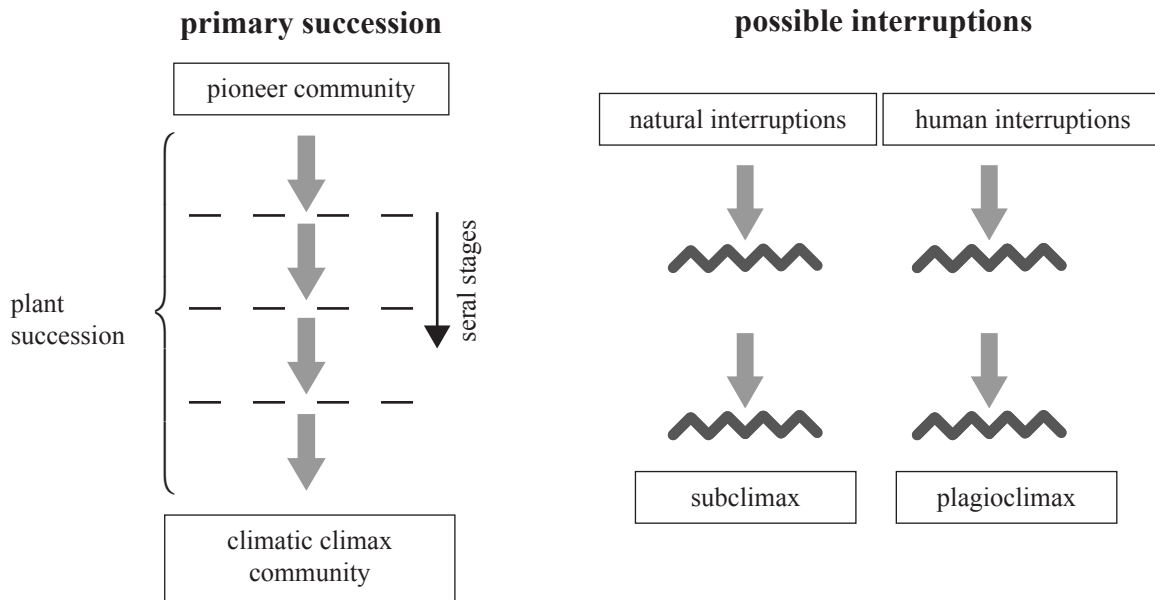 primary succession
pioneer community
plant
succession
seral stages
climatic climax
community
possible interruptions
natural interruptions
human interruptions
subclimax
plagioclimax